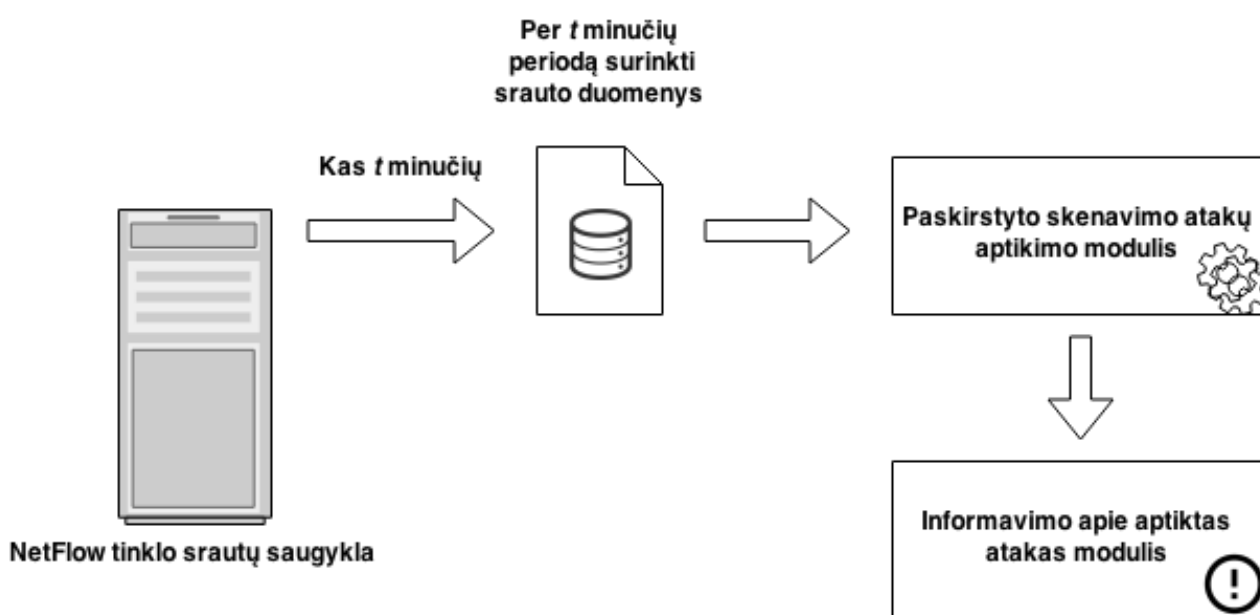 Per t minučių
periodą surinkti
srauto duomenys
Kas t minučių
Paskirstyto skenavimo atakų
aptikimo modulis
Informavimo apie aptiktas
atakas modulis
NetFlow tinklo srautų saugykla